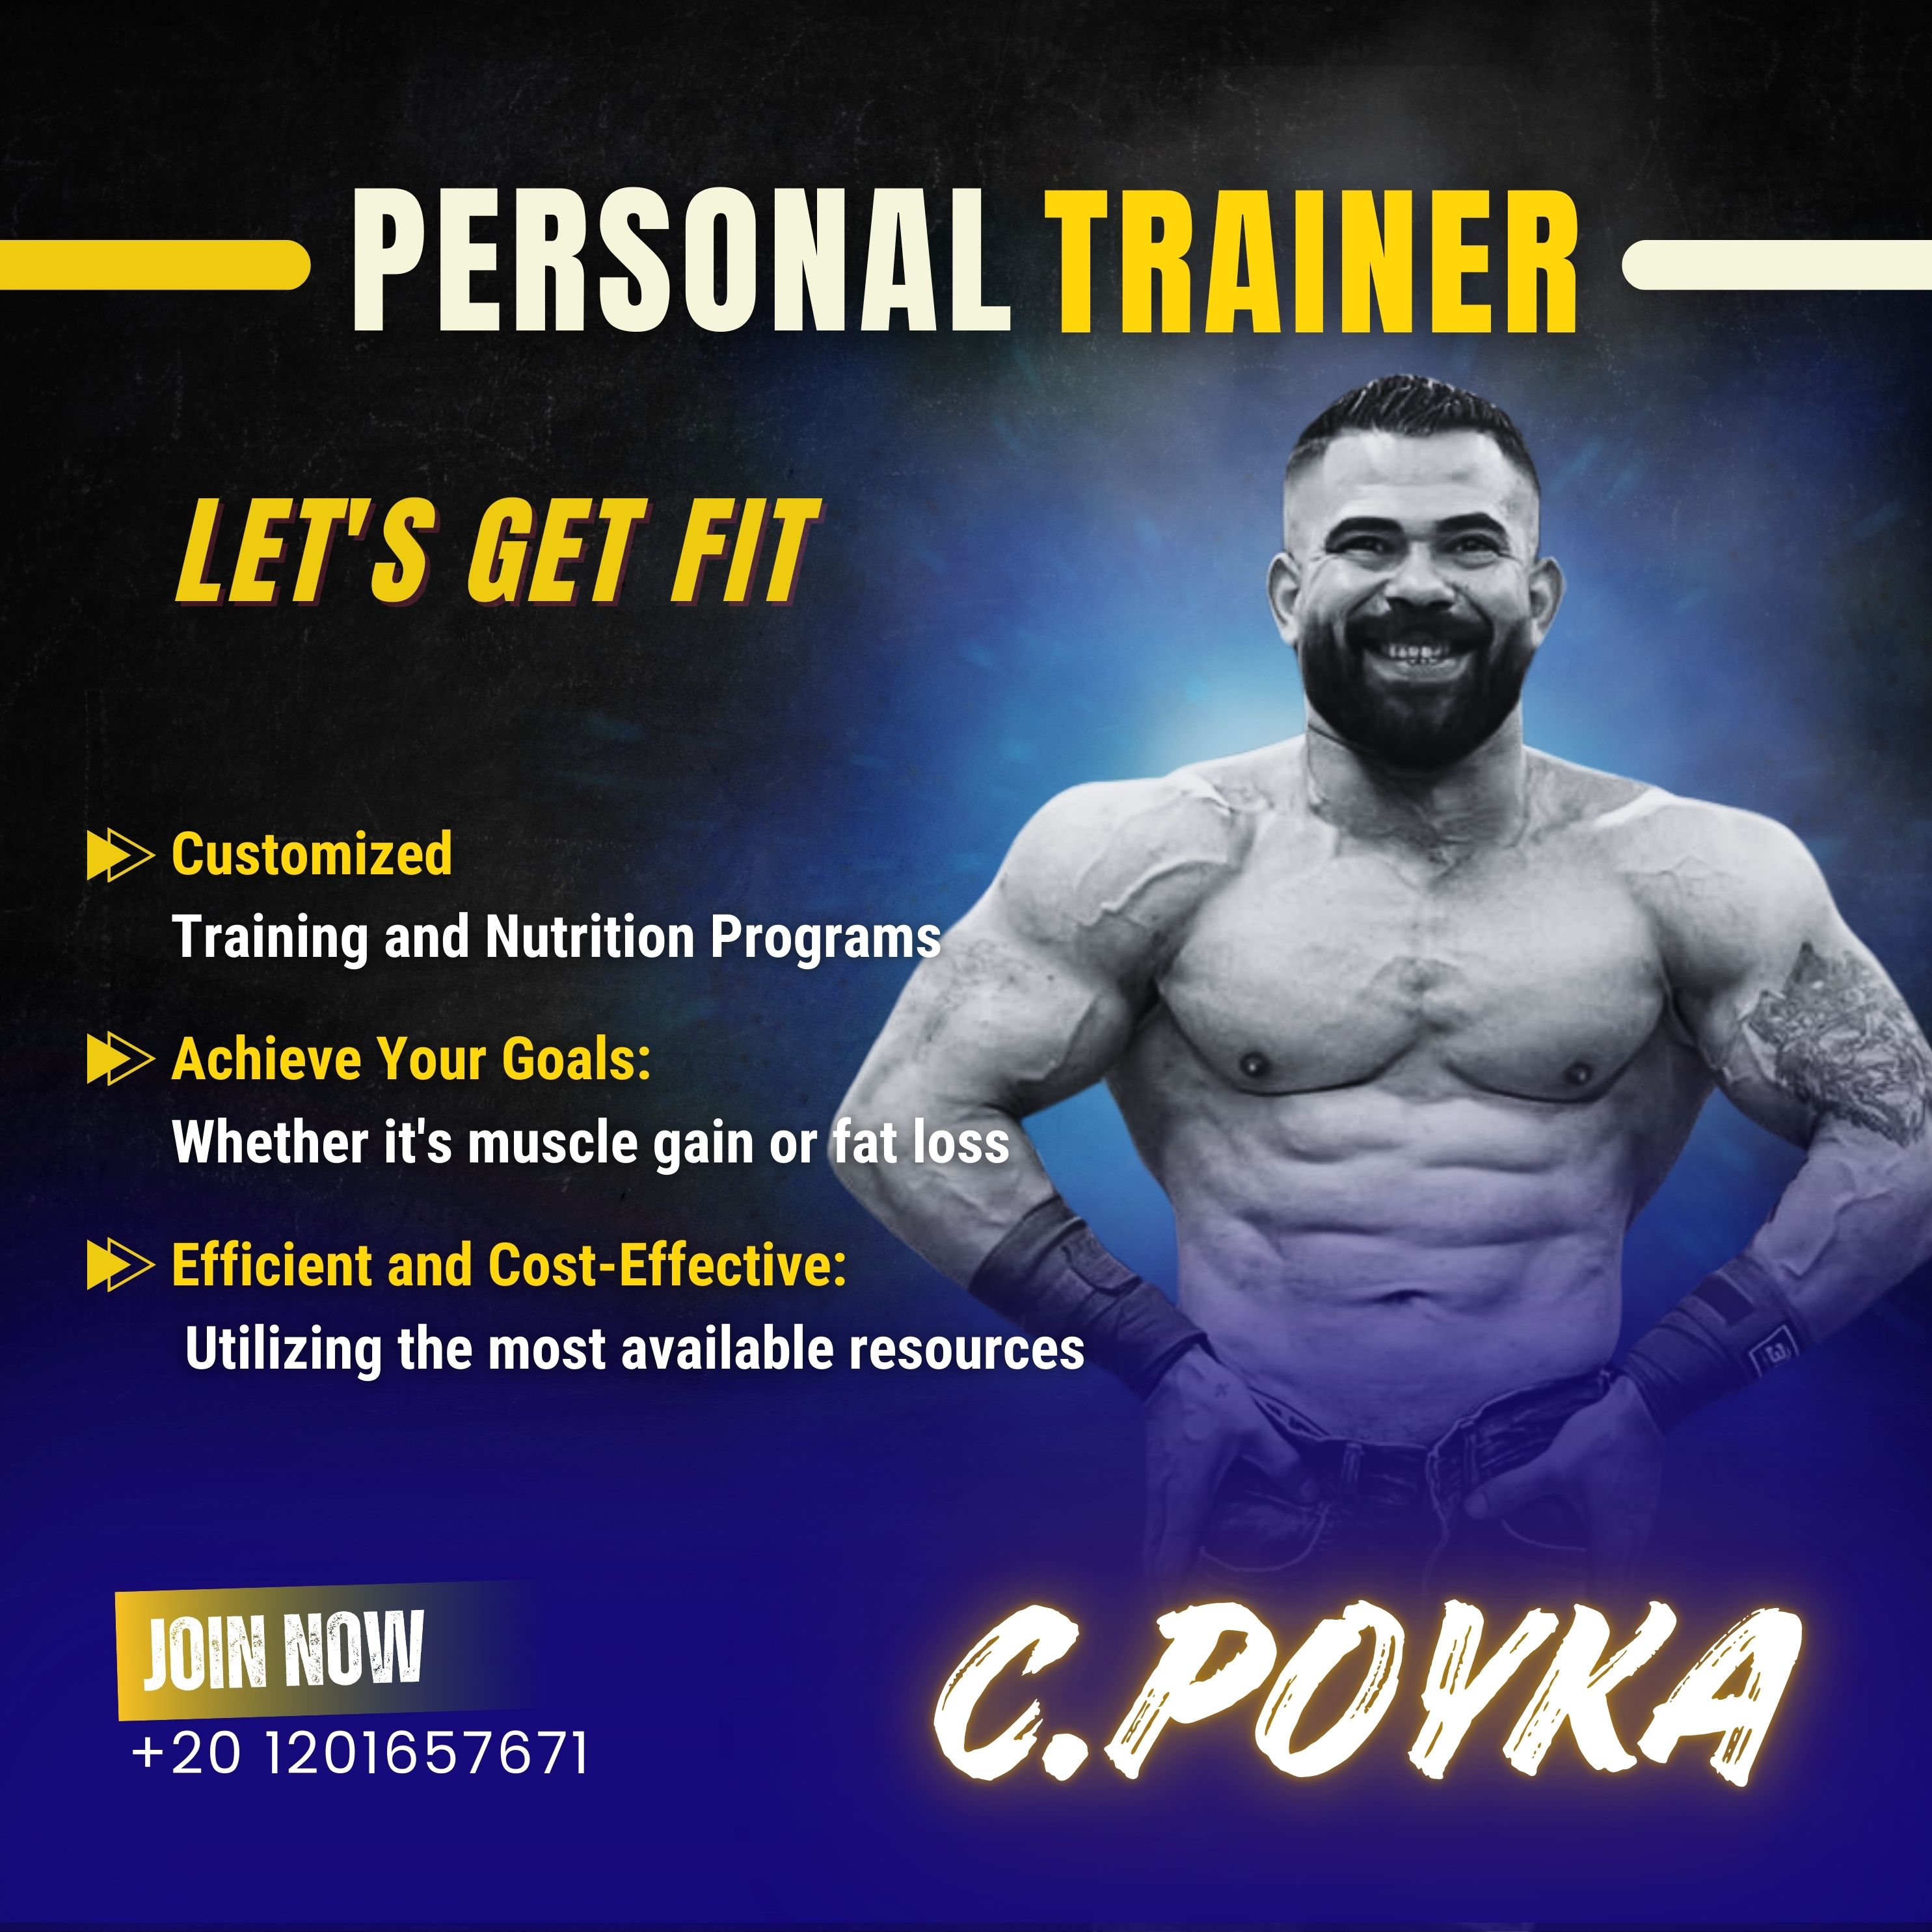 PERSONAL TRAINER
LET'S GET FIT
Customized
Training and Nutrition Programs
Achieve Your Goals:
Whether it's muscle gain or fat loss
Efficient and Cost-Effective:
Utilizing the most available resources
JOIN NOW
+20 1201657671
C.POYKA